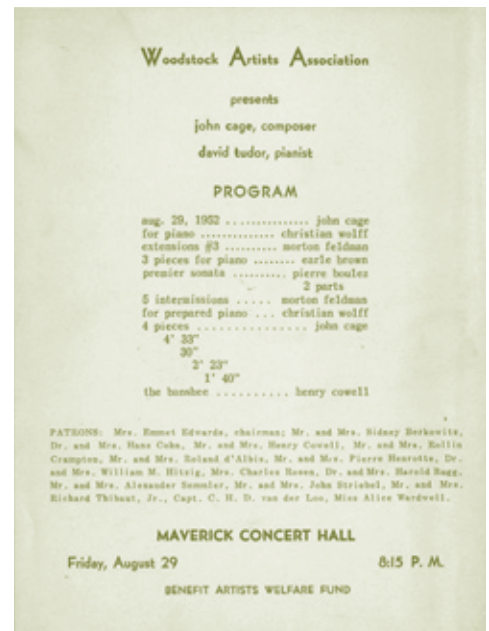 Woodstock Artists Association
presents
john cage, composer
david tudor, pianist
PROGRAM
aug. 29, 1952 .............. john cage
for piano .............. christian wolff
extensions #3 .......... morton feldman
3 pieces for piano ........ earle brown
premier sonata .......... pierre boulez
2 parts
5 intermissions ..... morton feldman
for prepared piano ... christian wolff
4 pieces ................ john cage
4' 33"
30"
2' 23"
1' 40"
the banshee .......... henry cowell
PATRONS: Mrs. Emmet Edwards, chairman; Mr. and Mrs. Sidney Berkowitz,
Dr. and Mrs. Hans Cohn, Mr. and Mrs. Henry Cowell, Mr. and Mrs. Rollin
Crampton, Mr. and Mrs. Roland d'Albis, Mr. and Mrs. Pierre Henrotte, Dr.
and Mrs. William M. Hitzig, Mrs. Charles Rosen, Dr. and Mrs. Harold Rugg,
Mr. and Mrs. Alexander Semmler, Mr. and Mrs. John Striebel, Mr. and Mrs.
Richard Thibaut, Jr., Capt. C. H. D. van der Loo, Miss Alice Wardwell.
MAVERICK CONCERT HALL
Friday, August 29 8:15 P. M.
BENEFIT ARTISTS WELFARE FUND